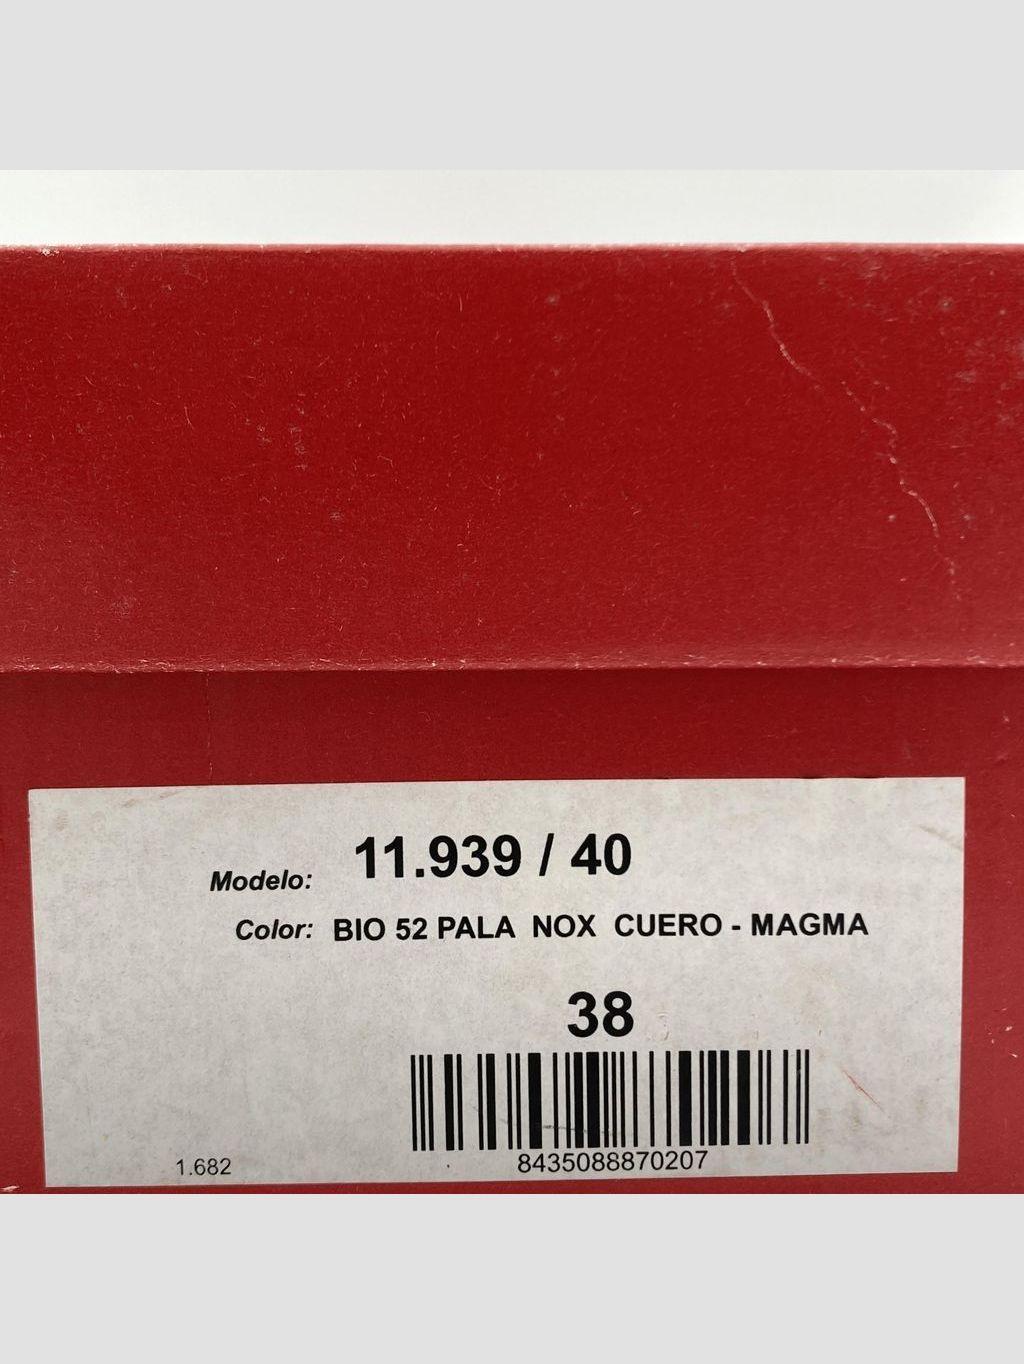 Modelo: 11.939 / 40
Color: BIO 52 PALA NOX CUERO - MAGMA
38
8435088870207
1.682